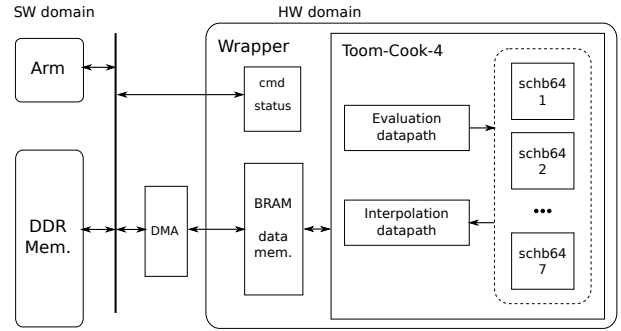 SW domain
HW domain
Arm
Wrapper
Toom-Cook-4
cmd
status
schb64
1
Evaluation
datapath
schb64
2
DDR
Mem.
DMA
BRAM
data
mem.
Interpolation
datapath
•••
schb64
7